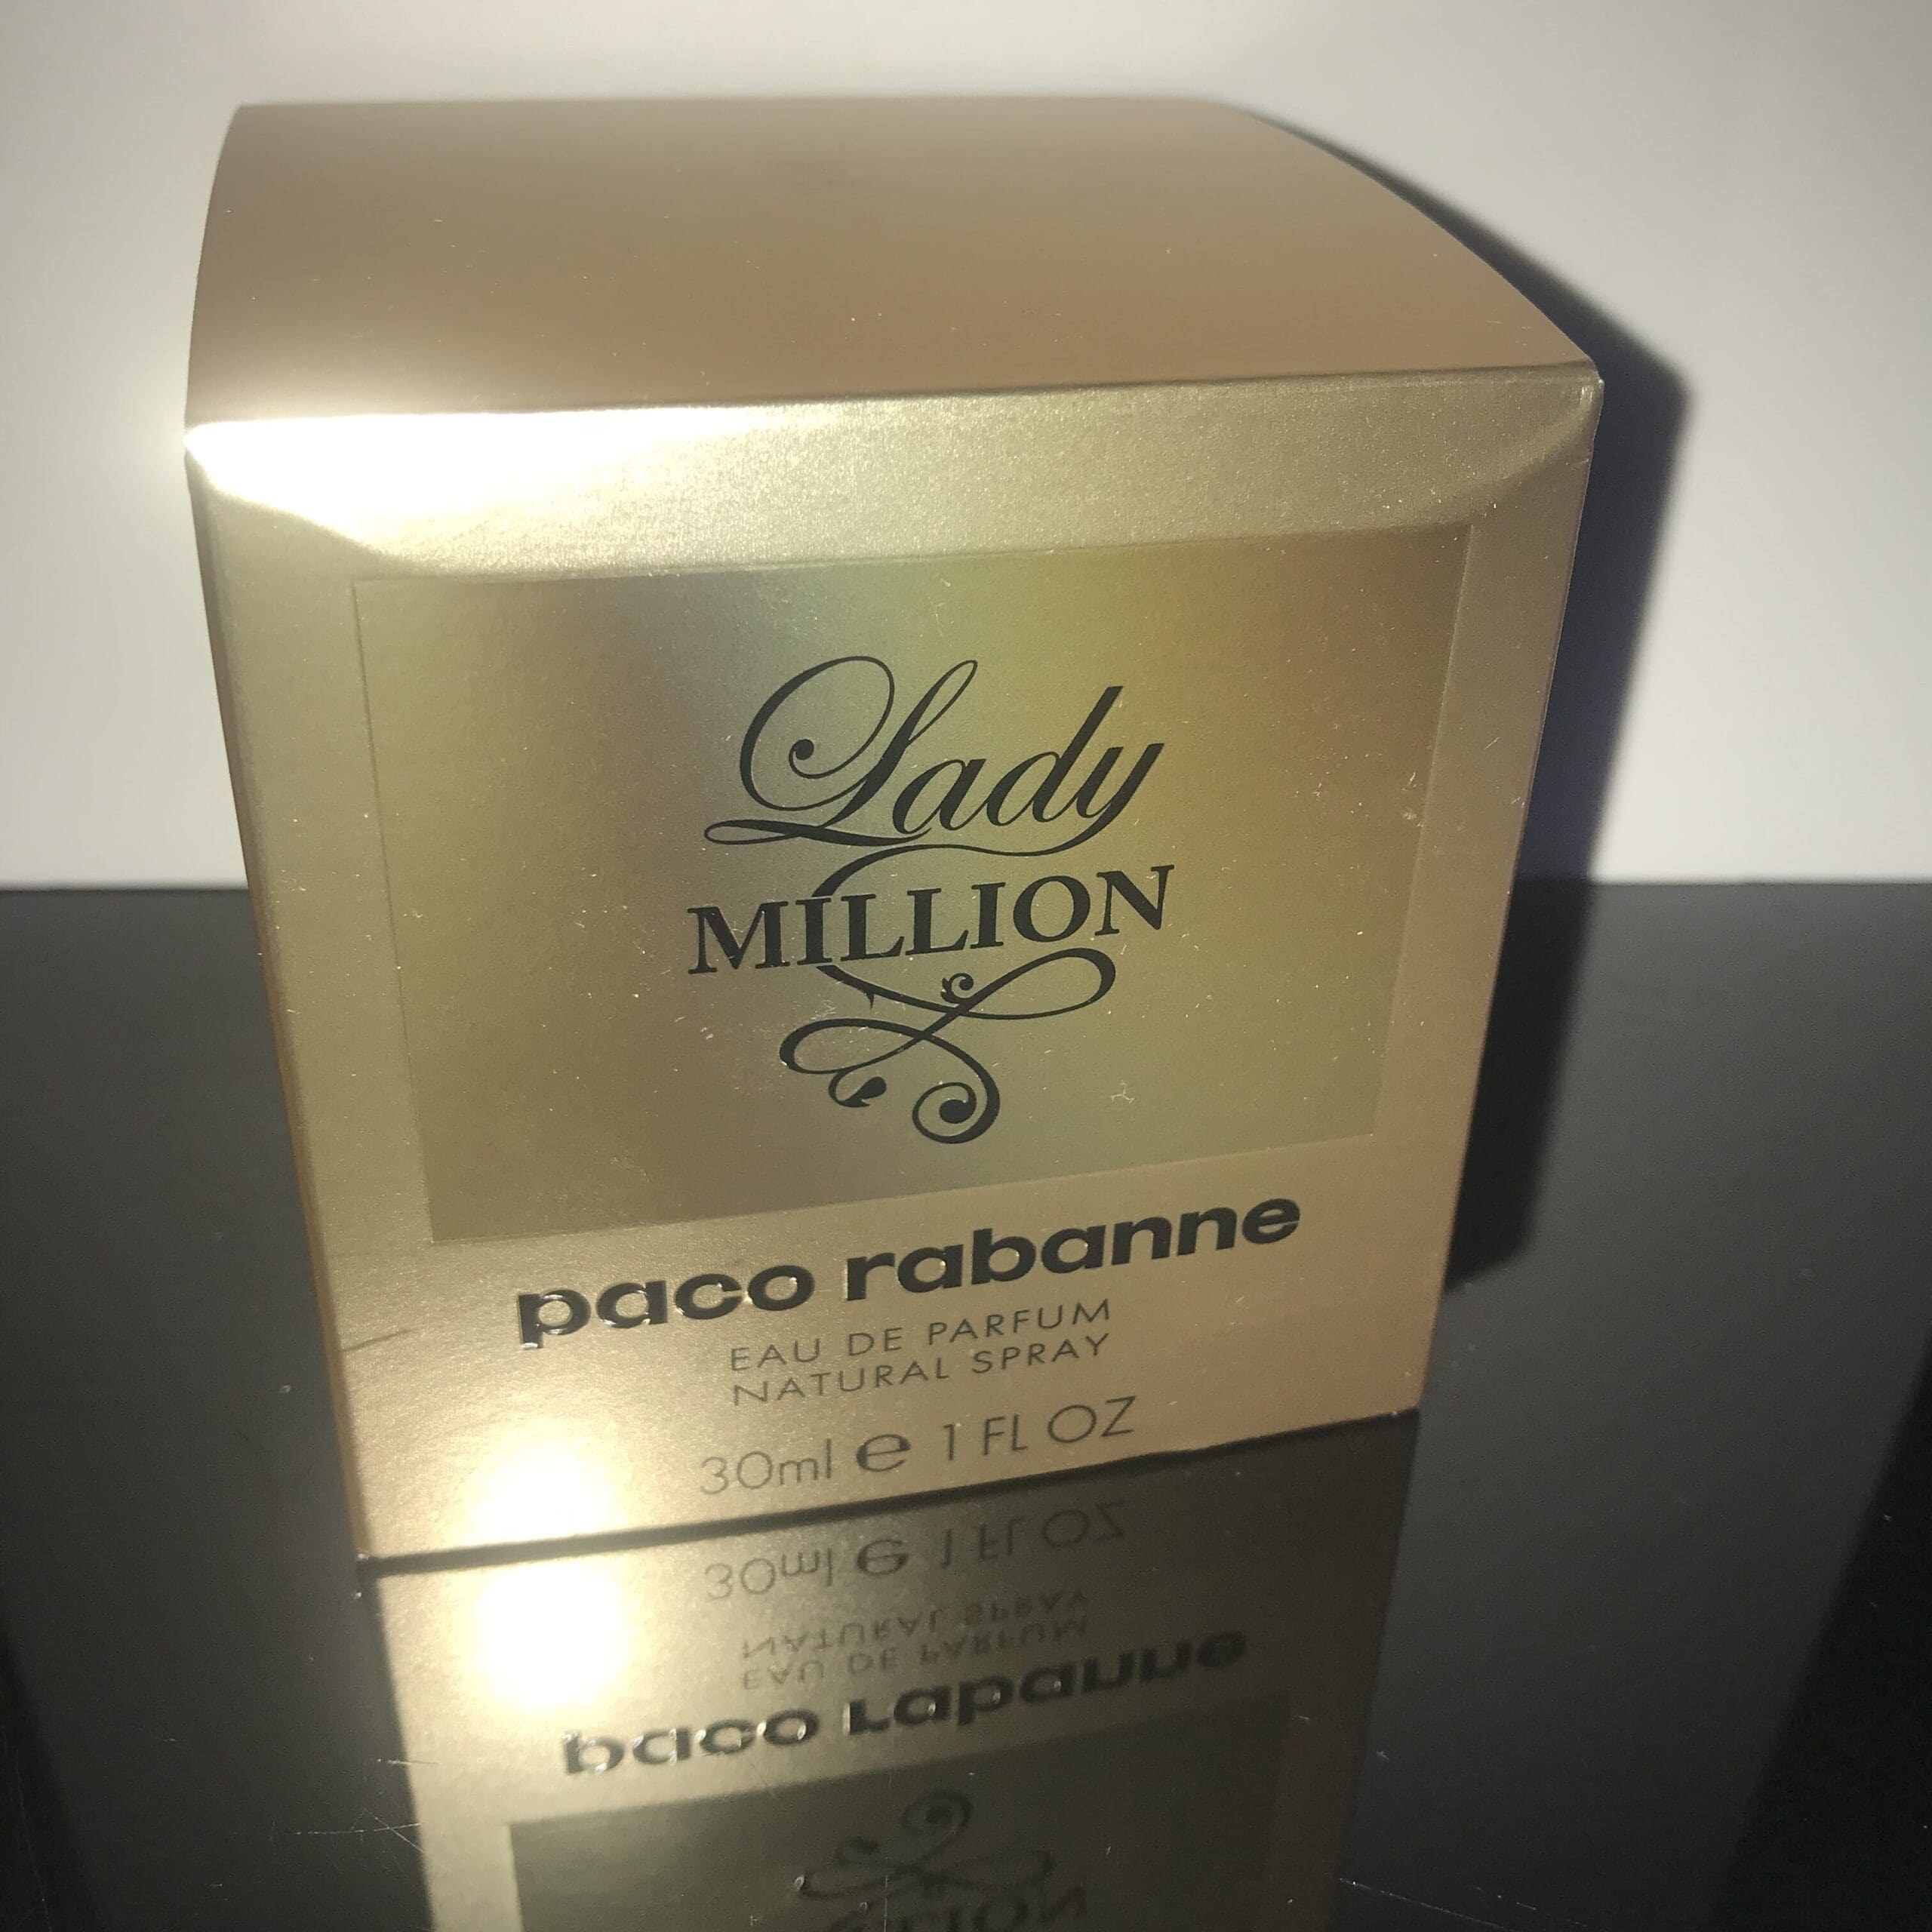 Lady
MILLION
paco rabanne
EAU DE PARFUM
NATURAL SPRAY
30ml e 1 FL OZ